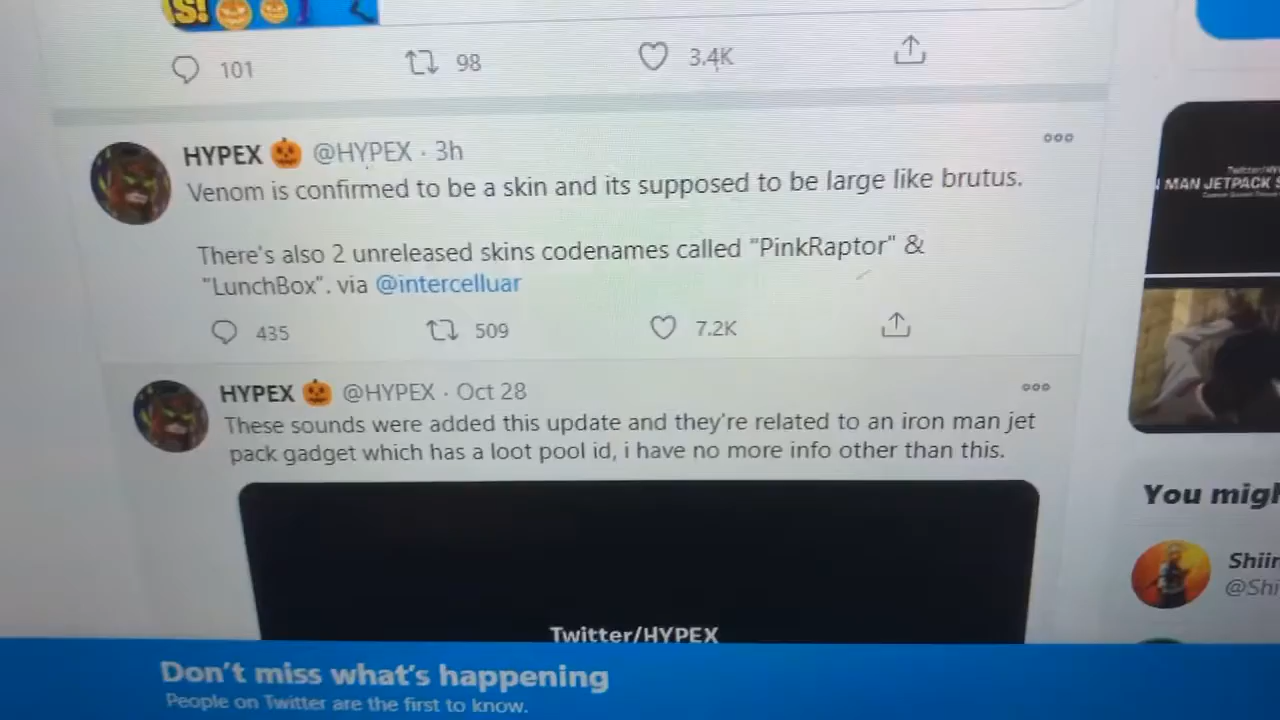 S!
101 98 3.4K
HYPEX 🎃 @HYPEX · 3h
Venom is confirmed to be a skin and its supposed to be large like brutus.
There's also 2 unreleased skins codenames called "PinkRaptor" &
"LunchBox". via @intercelluar
435 509 7.2K
HYPEX 🎃 @HYPEX · Oct 28
These sounds were added this update and they're related to an iron man jet
pack gadget which has a loot pool id, i have no more info other than this.
Twitter/HYPEX
MAN JETPACK
You migh
Shiin
@Shi
Don't miss what's happening
People on Twitter are the first to know.